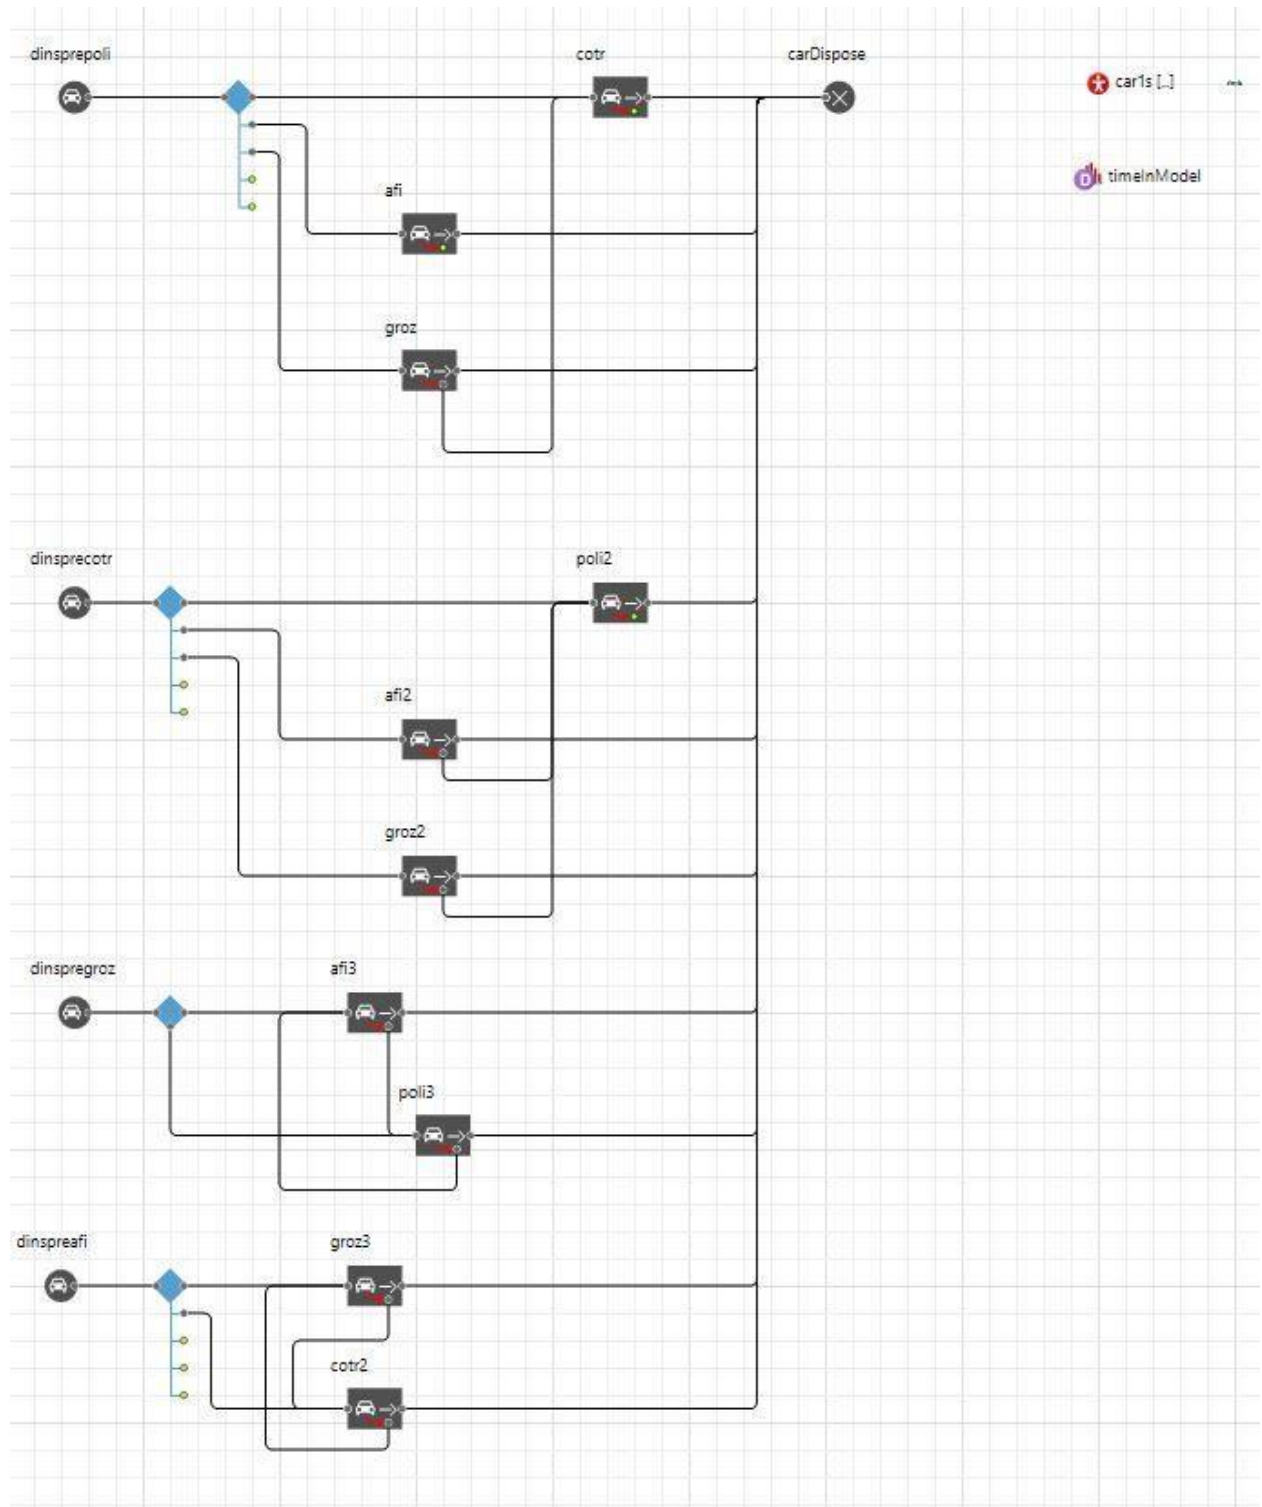 dinsprepoli
cotr
carDispose
car1s [..]
afi
timeInModel
groz
dinsprecotr
poli2
afi2
groz2
dinspregroz
afi3
poli3
dinspreafi
groz3
cotr2